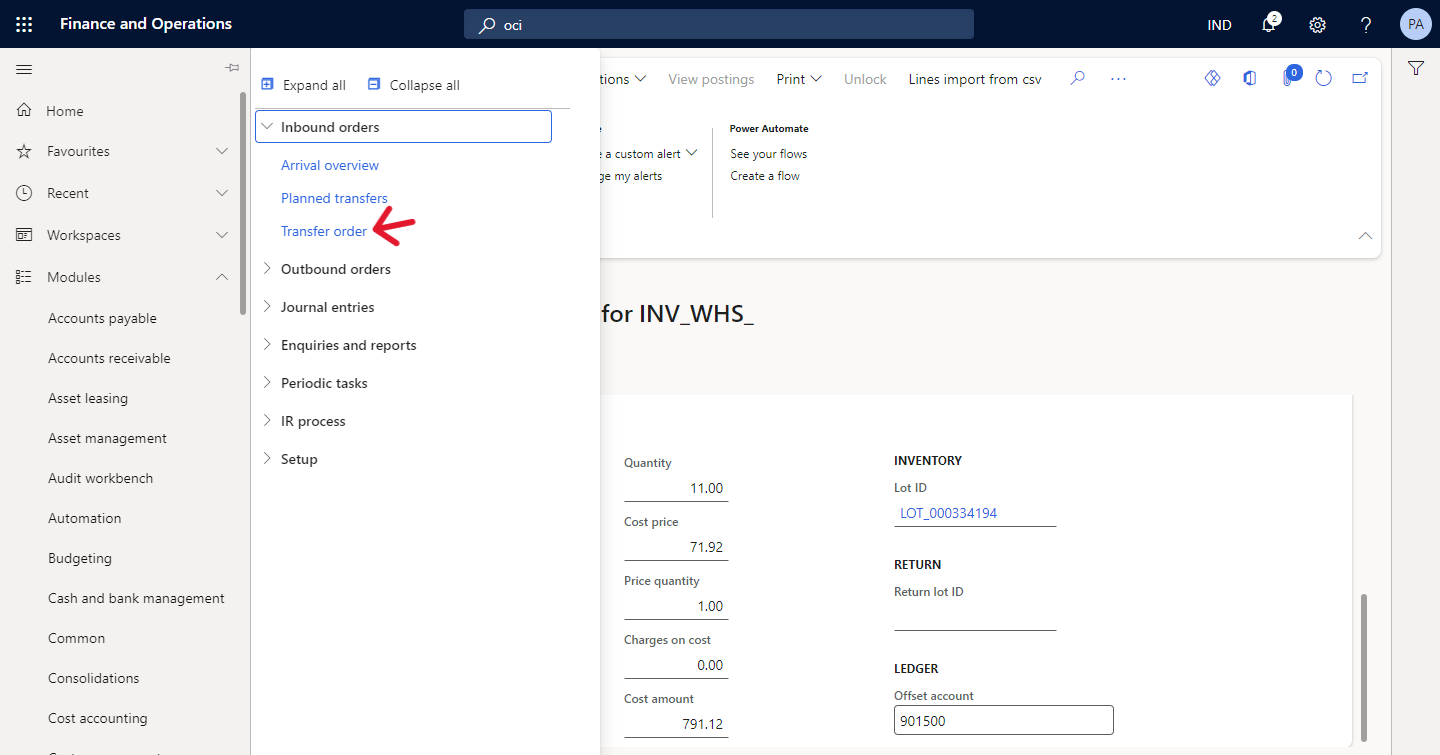 Finance and Operations
oci
IND
2
PA
Home
Favourites
Recent
Workspaces
Modules
Accounts payable
Accounts receivable
Asset leasing
Asset management
Audit workbench
Automation
Budgeting
Cash and bank management
Common
Consolidations
Cost accounting
Expand all
Collapse all
Inbound orders
Arrival overview
Planned transfers
Transfer order
Outbound orders
Journal entries
Enquiries and reports
Periodic tasks
IR process
Setup
tions
View postings
Print
Unlock
Lines import from csv
0
e
e a custom alert
ge my alerts
Power Automate
See your flows
Create a flow
for INV_WHS_
Quantity
11.00
Cost price
71.92
Price quantity
1.00
Charges on cost
0.00
Cost amount
791.12
INVENTORY
Lot ID
LOT_000334194
RETURN
Return lot ID
LEDGER
Offset account
901500